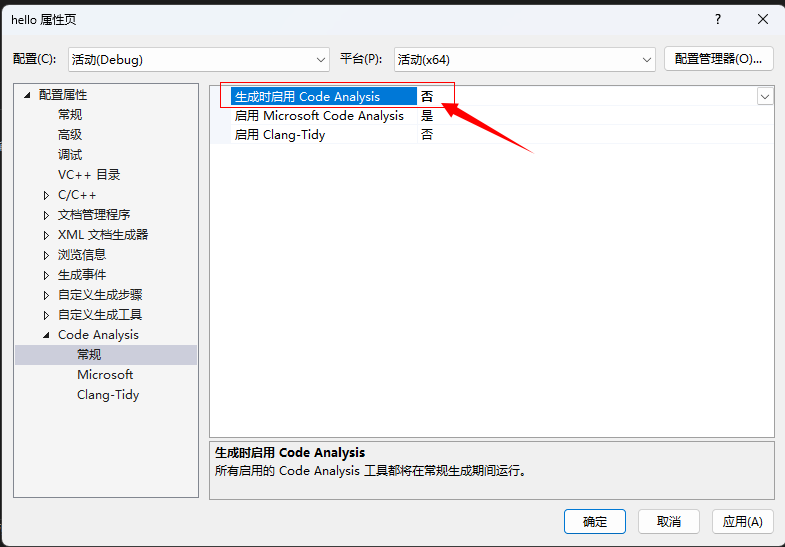 hello 属性页
配置(C): 活动(Debug) 平台(P): 活动(x64) 配置管理器(O)...
配置属性
常规
高级
调试
VC++ 目录
C/C++
文档管理程序
XML 文档生成器
浏览信息
生成事件
自定义生成步骤
自定义生成工具
Code Analysis
常规
Microsoft
Clang-Tidy
生成时启用 Code Analysis 否
启用 Microsoft Code Analysis 是
启用 Clang-Tidy 否
生成时启用 Code Analysis
所有启用的 Code Analysis 工具都将在常规生成期间运行。
确定 取消 应用(A)